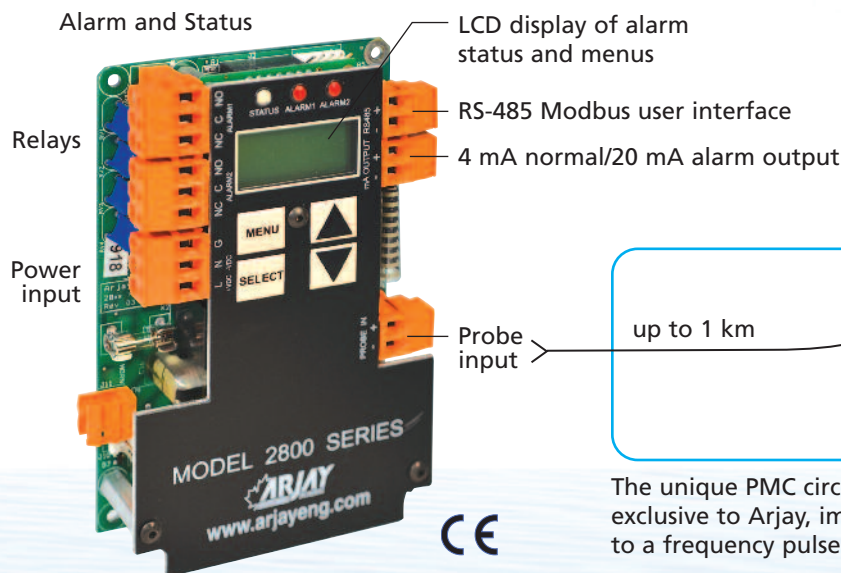 Alarm and Status
LCD display of alarm
status and menus
RS-485 Modbus user interface
4 mA normal/20 mA alarm output
Relays
Power
input
Probe
input
up to 1 km
The unique PMC circ
exclusive to Arjay, im
to a frequency pulse
STATUS ALARM1 ALARM2
NC C NO
ALARM1
NC C NO
ALARM2
L N G
+VDC -VDC
+
-
RS485
+
-
mA OUTPUT
MENU
SELECT
PROBE IN
+
-
918
MODEL 2800 SERIES
ARJAY
www.arjayeng.com
CE